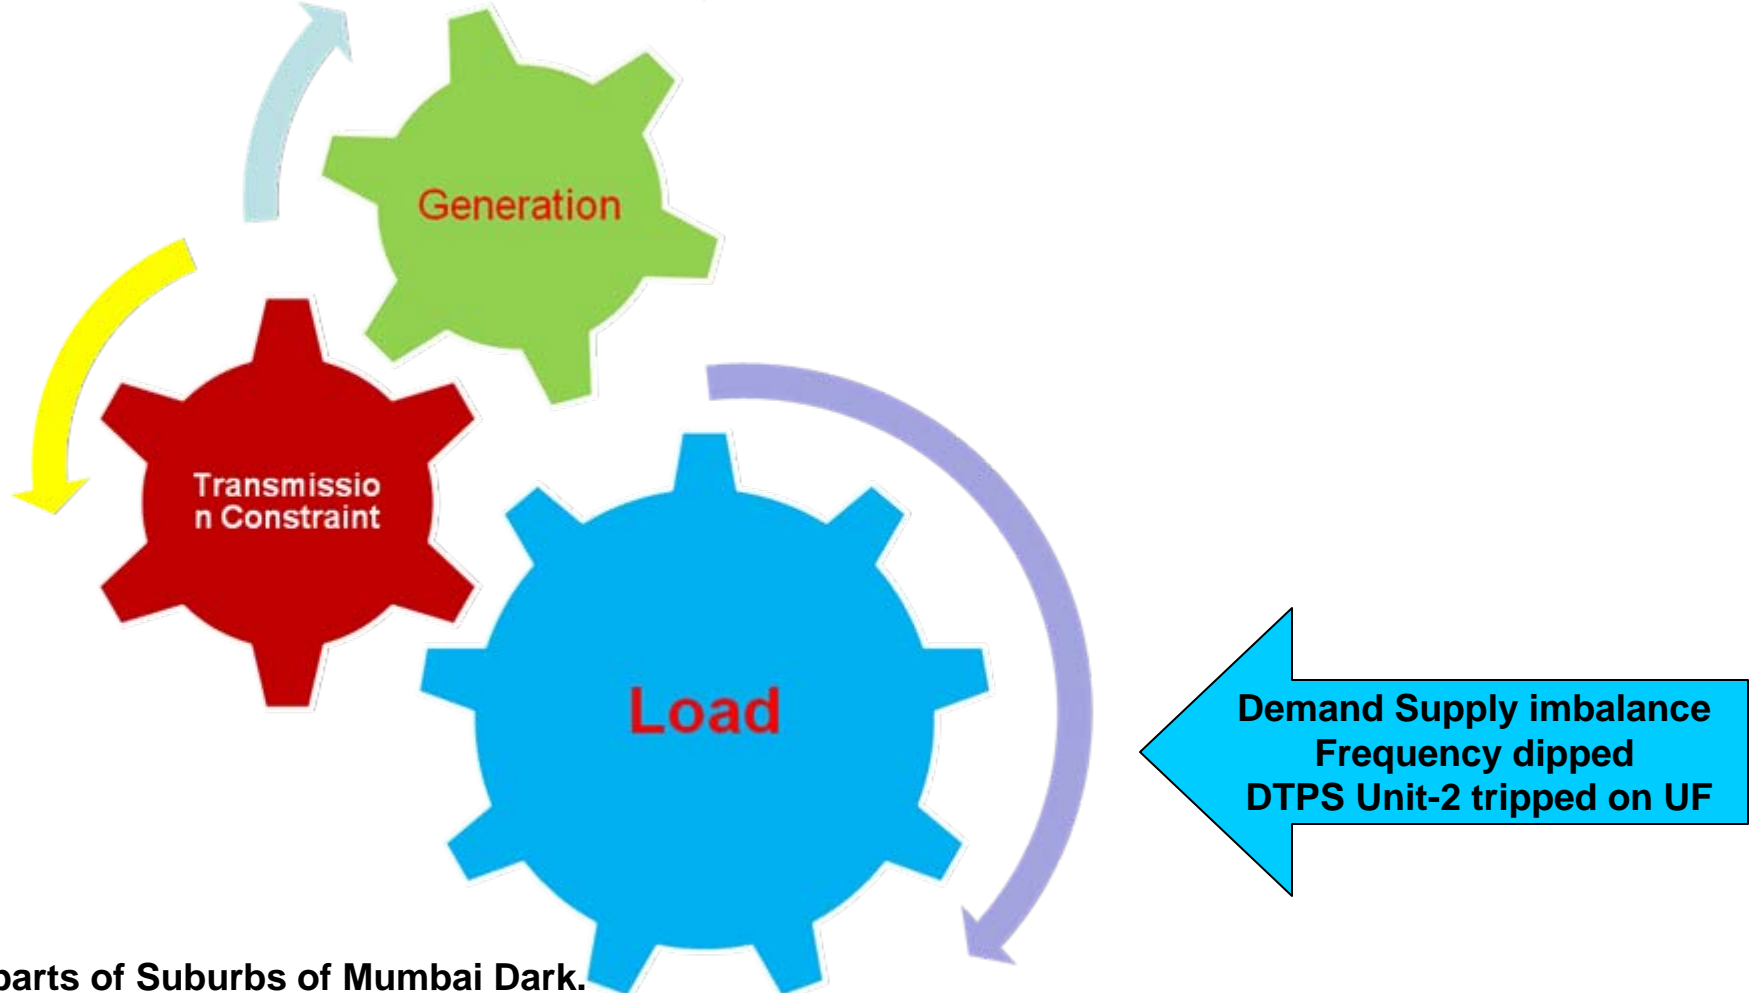 Generation
Transmissio
n Constraint
Load
Demand Supply imbalance
Frequency dipped
DTPS Unit-2 tripped on UF
parts of Suburbs of Mumbai Dark.